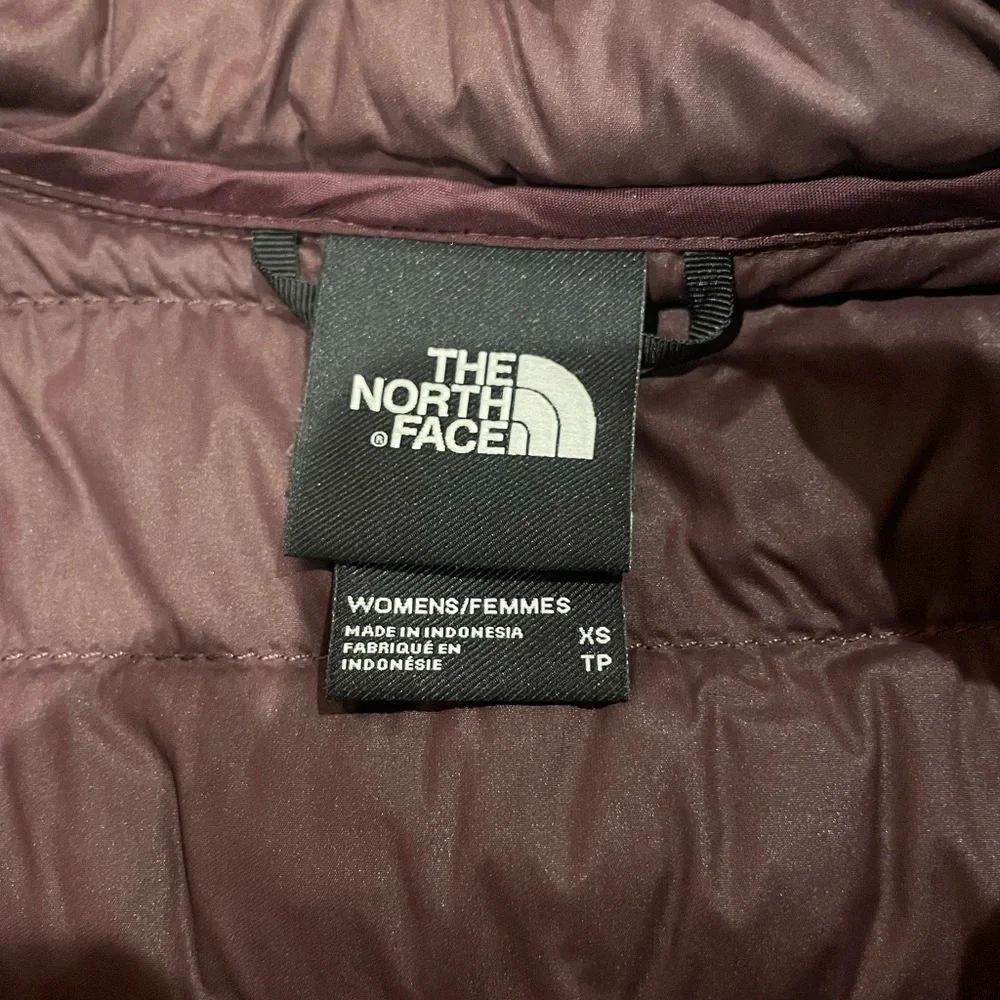 THE
NORTH
® FACE
WOMENS/FEMMES
MADE IN INDONESIA XS
FABRIQUÉ EN TP
INDONÉSIE